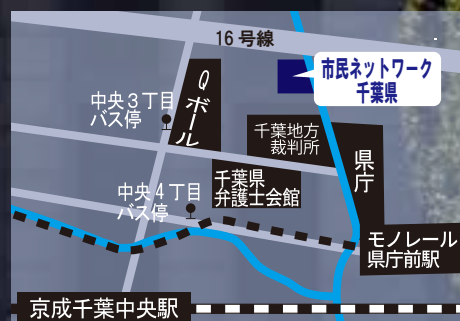 16号線
市民ネットワーク
千葉県
Qボール
中央3丁目
バス停
千葉地方
裁判所
県庁
千葉県
弁護士会館
中央4丁目
バス停
モノレール
県庁前駅
京成千葉中央駅